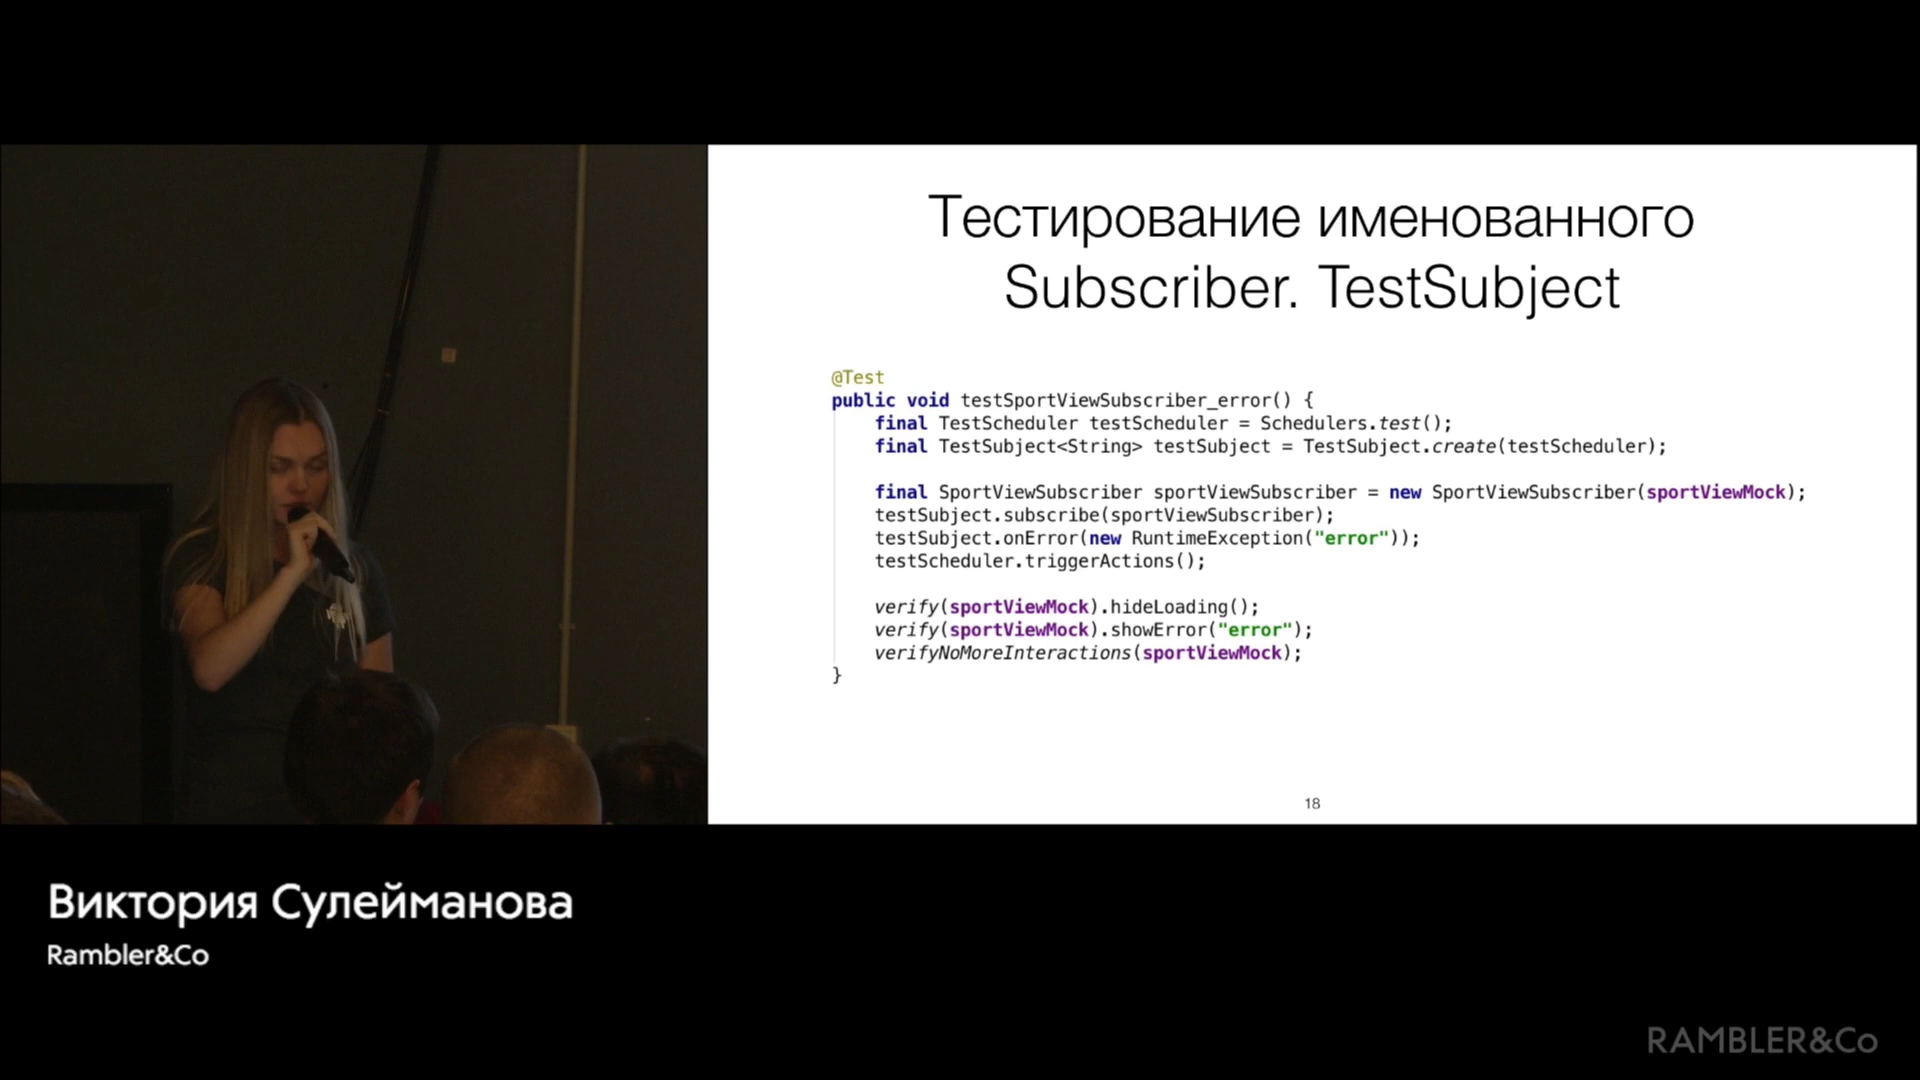 Тестирование именованного
Subscriber. TestSubject
@Test
public void testSportViewSubscriber_error() {
final TestScheduler testScheduler = Schedulers.test();
final TestSubject<String> testSubject = TestSubject.create(testScheduler);
final SportViewSubscriber sportViewSubscriber = new SportViewSubscriber(sportViewMock);
testSubject.subscribe(sportViewSubscriber);
testSubject.onError(new RuntimeException("error"));
testScheduler.triggerActions();
verify(sportViewMock).hideLoading();
verify(sportViewMock).showError("error");
verifyNoMoreInteractions(sportViewMock);
}
18
Виктория Сулейманова
Rambler&Co
RAMBLER&Co